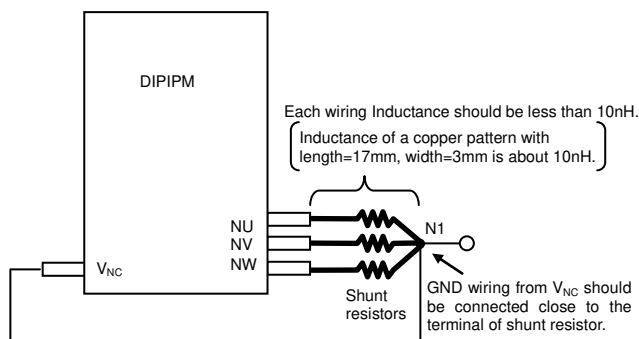 DIPIPM
Each wiring Inductance should be less than 10nH.
Inductance of a copper pattern with
length=17mm, width=3mm is about 10nH.
NU
NV
NW
N1
VNC
Shunt
resistors
GND wiring from VNC should
be connected close to the
terminal of shunt resistor.